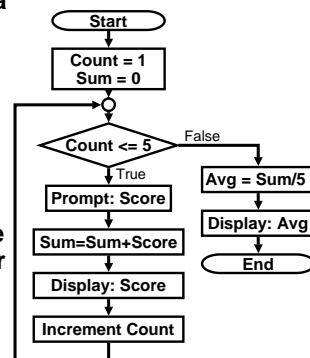 a
Start
Count = 1
Sum = 0
Count <= 5
False
True
Prompt: Score
Avg = Sum/5
Sum=Sum+Score
Display: Avg
e
r
Display: Score
End
Increment Count